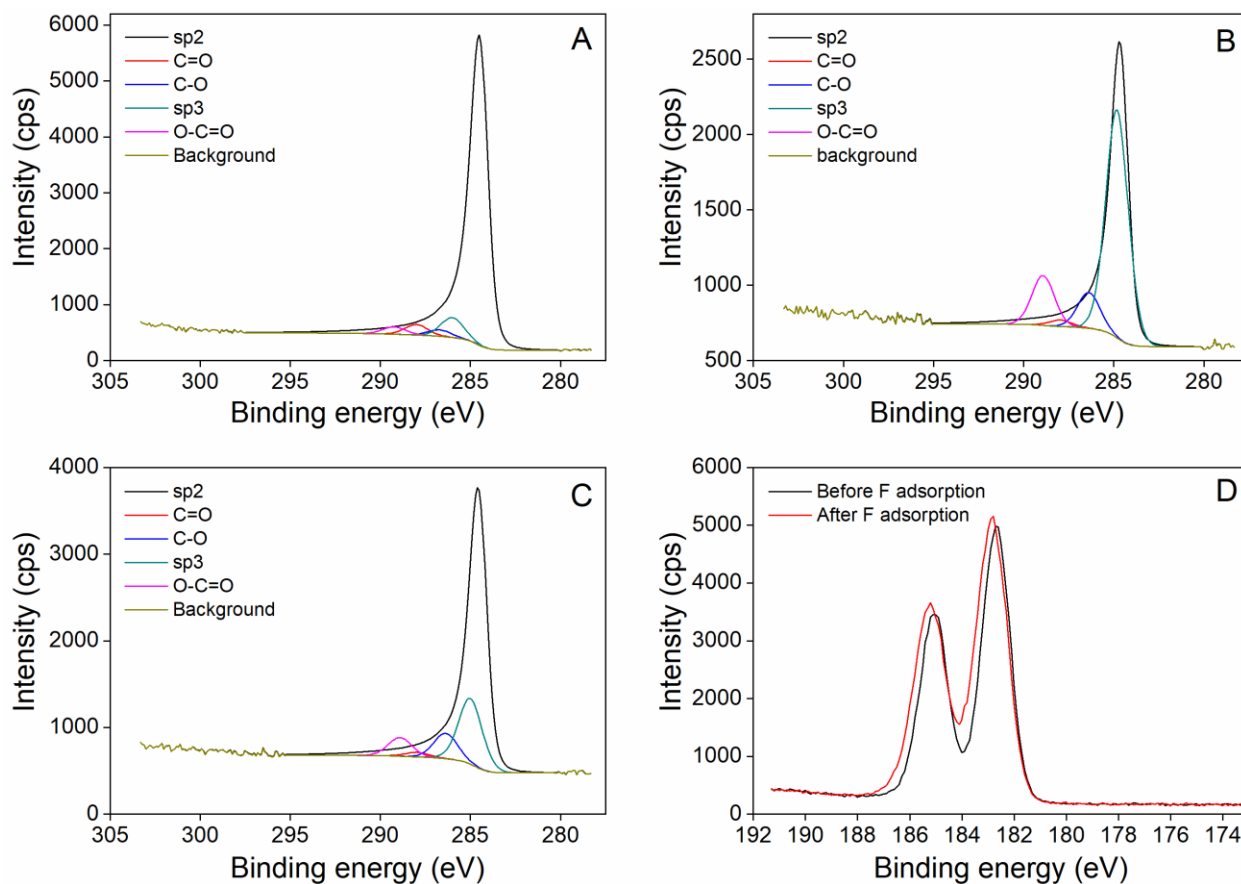 A
Intensity (cps)
6000
5000
4000
3000
2000
1000
0
sp2
C=O
C-O
sp3
O-C=O
Background
305 300 295 290 285 280
Binding energy (eV)
B
Intensity (cps)
2500
2000
1500
1000
500
sp2
C=O
C-O
sp3
O-C=O
background
305 300 295 290 285 280
Binding energy (eV)
C
Intensity (cps)
4000
3000
2000
1000
0
sp2
C=O
C-O
sp3
O-C=O
Background
305 300 295 290 285 280
Binding energy (eV)
D
Intensity (cps)
6000
5000
4000
3000
2000
1000
0
Before F adsorption
After F adsorption
192 190 188 186 184 182 180 178 176 174
Binding energy (eV)